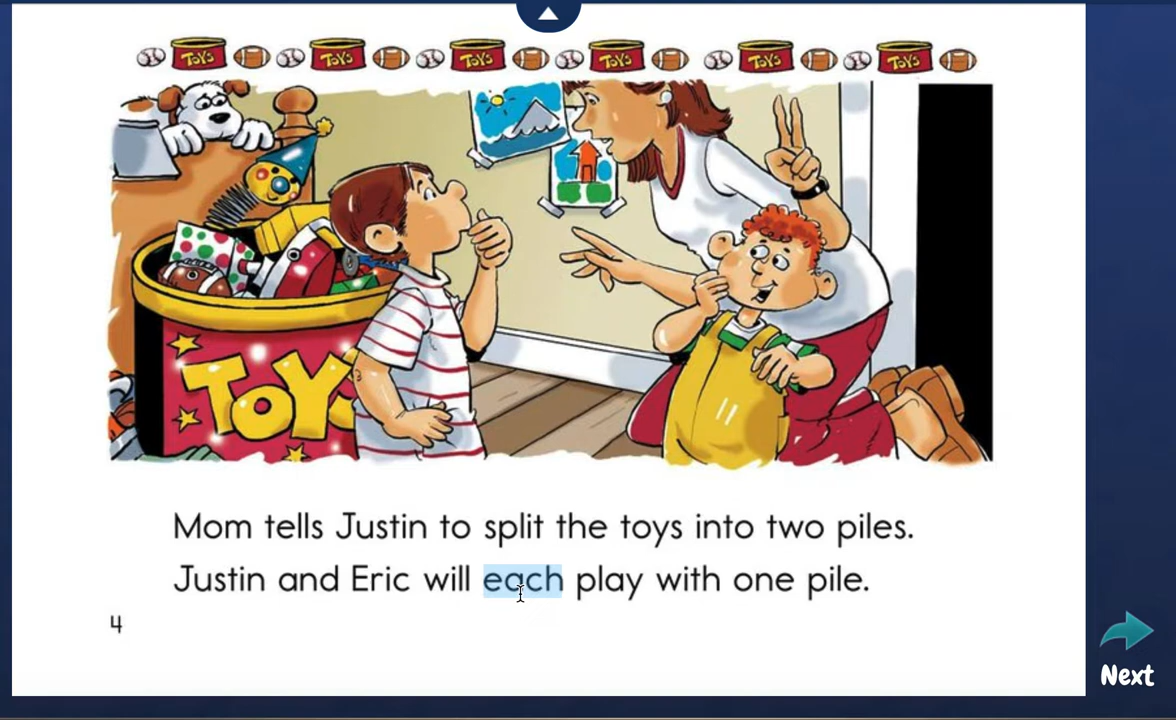 TOYS TOYS TOYS TOYS TOYS TOYS
TOY
Mom tells Justin to split the toys into two piles.
Justin and Eric will each play with one pile.
4
Next